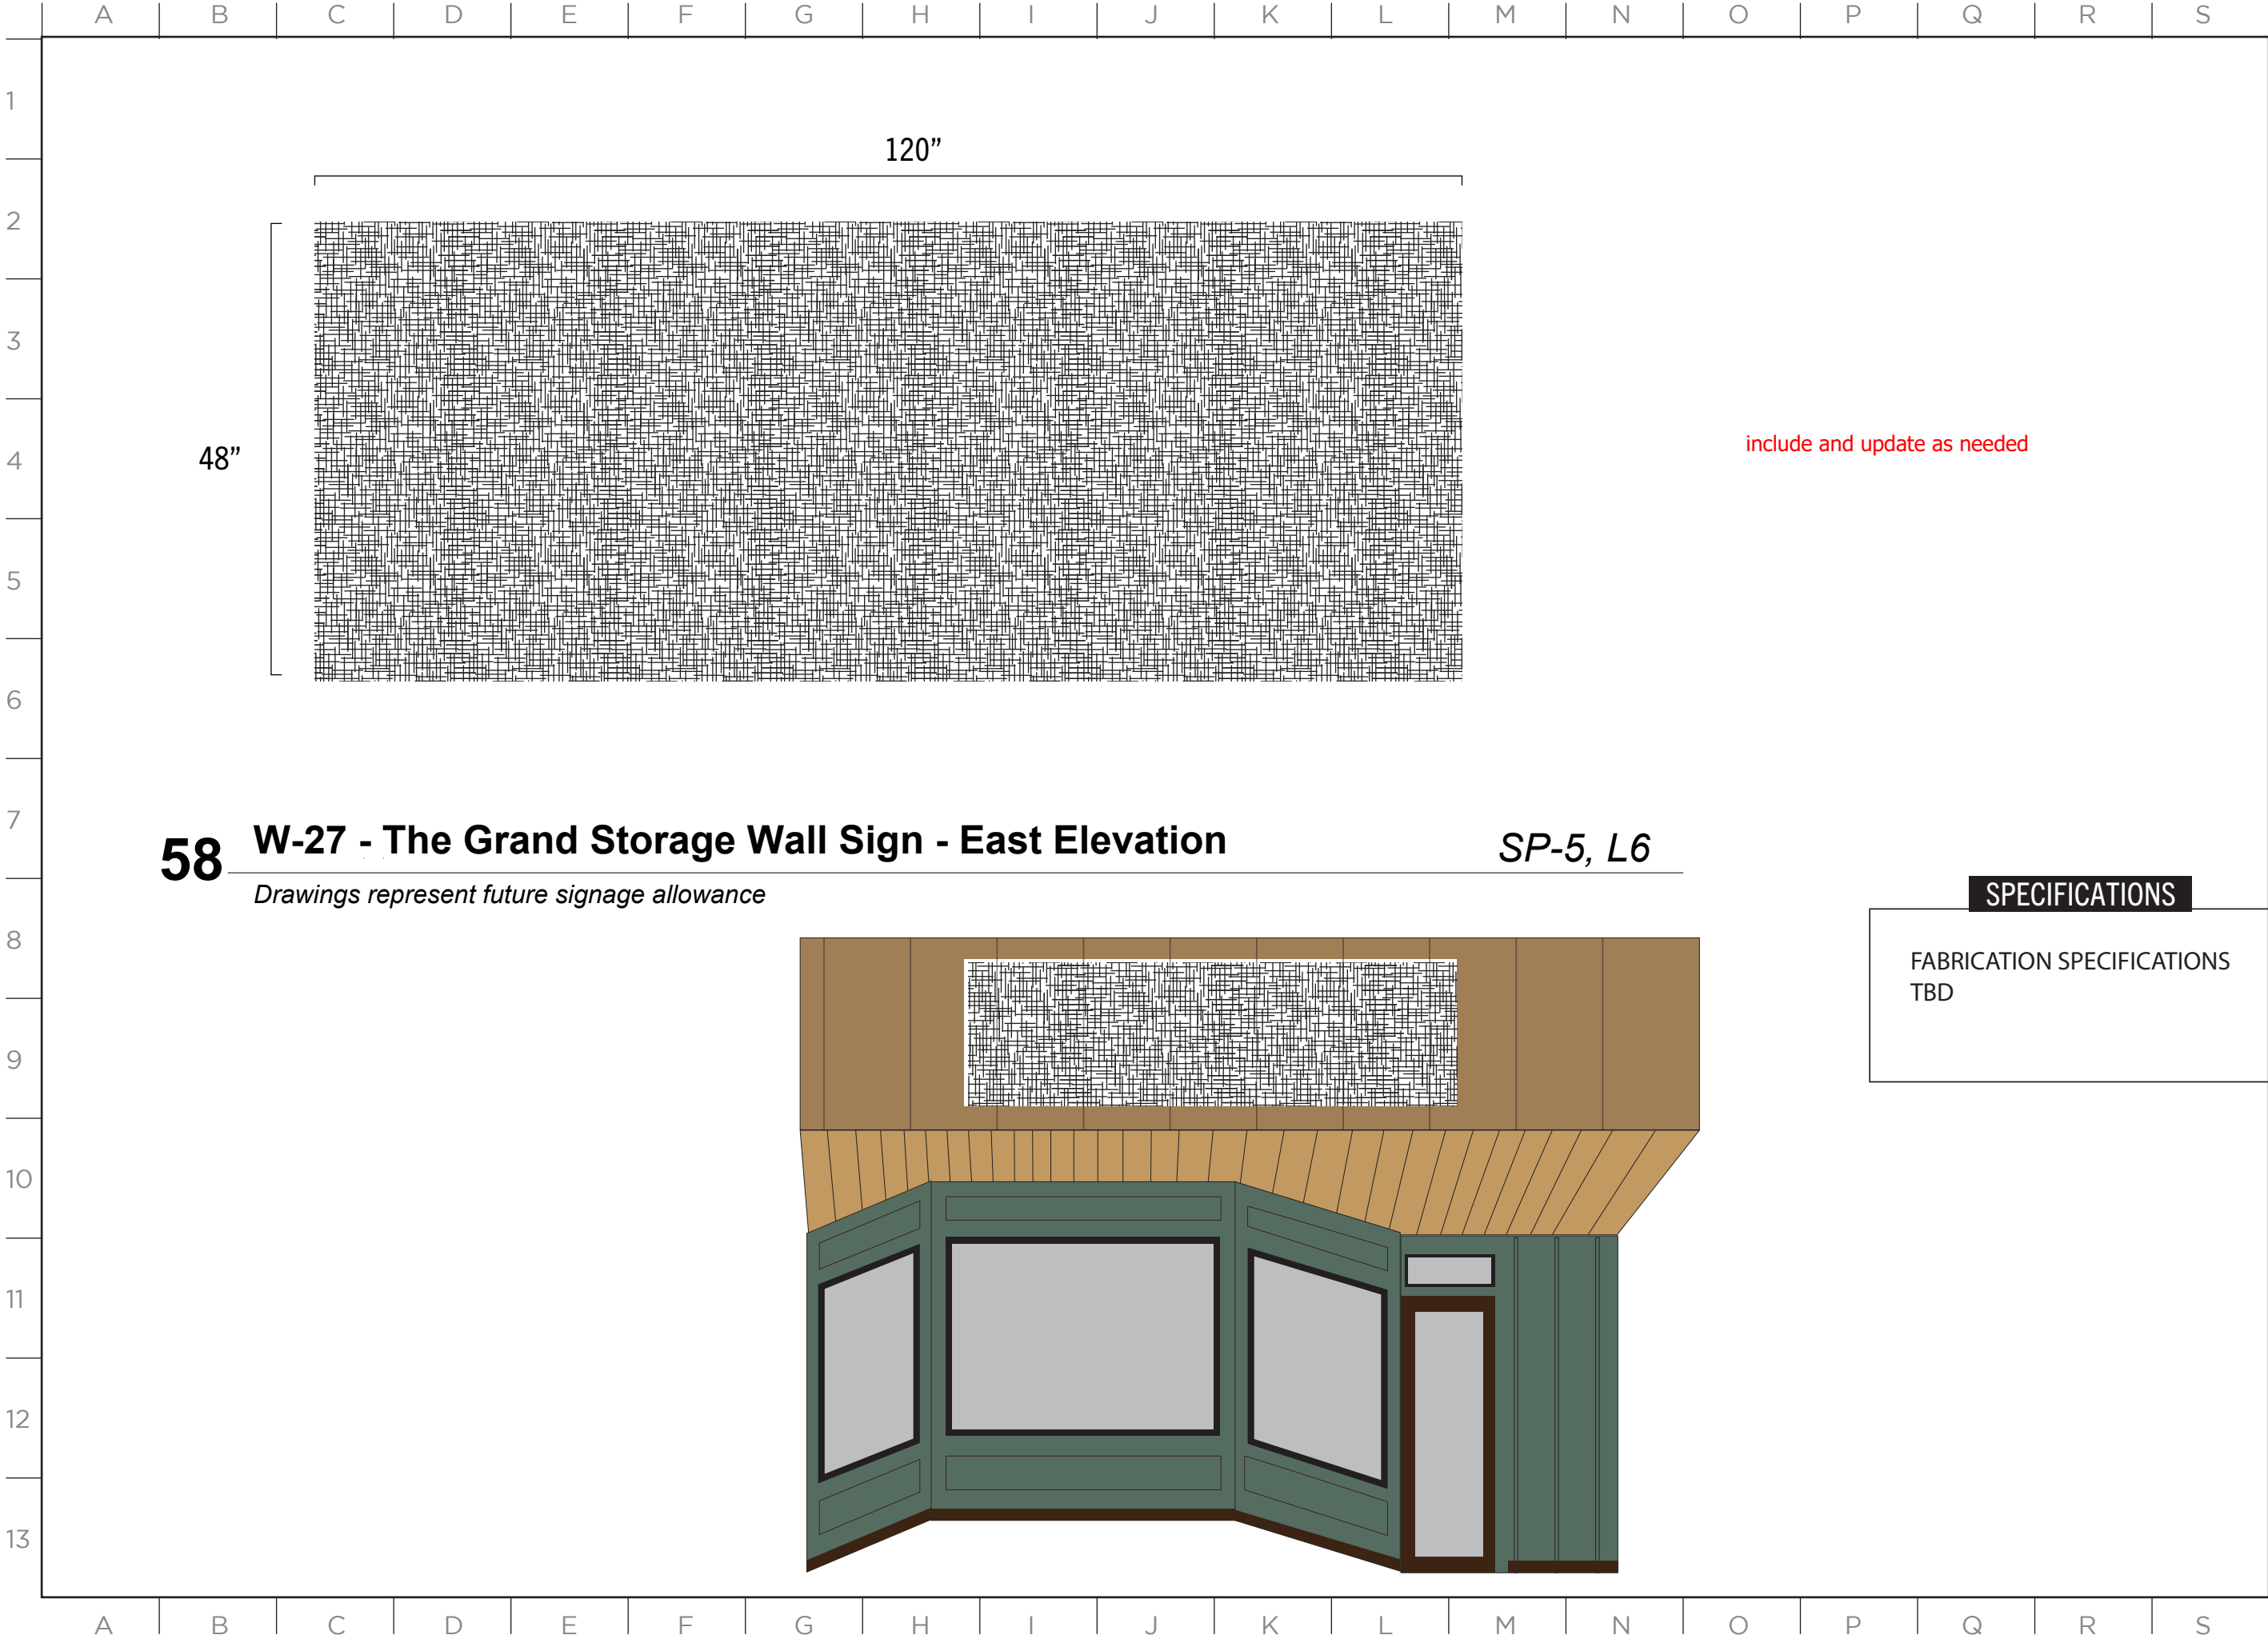 A B C D E F G H I J K L M N O P Q R S
1
120”
2
3
include and update as needed
48”
4
5
6
7
58 W-27 - The Grand Storage Wall Sign - East Elevation SP-5, L6
Drawings represent future signage allowance
SPECIFICATIONS
8
FABRICATION SPECIFICATIONS
TBD
9
10
11
12
13
A B C D E F G H I J K L M N O P Q R S